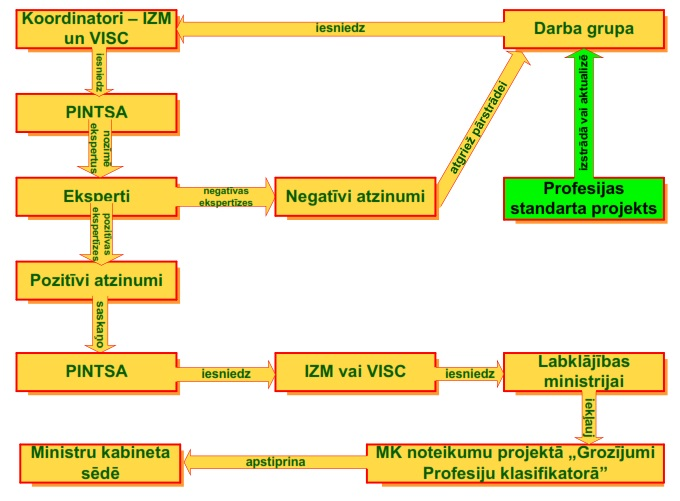 Koordinatori – IZM
un VISC
iesniedz
Darba grupa
iesniedz
PINTSA
nozīmē
ekspertus
atgriež pārstrādei
izstrādā vai aktualizē
Eksperti
negatīvas
ekspertīzes
Negatīvi atzinumi
Profesijas
standarta projekts
pozitīvas
ekspertīzes
Pozitīvi atzinumi
saskaņo
PINTSA
iesniedz
IZM vai VISC
iesniedz
Labklājības
ministrijai
iekļauj
Ministru kabineta
sēdē
apstiprina
MK noteikumu projektā „Grozījumi
Profesiju klasifikatorā”